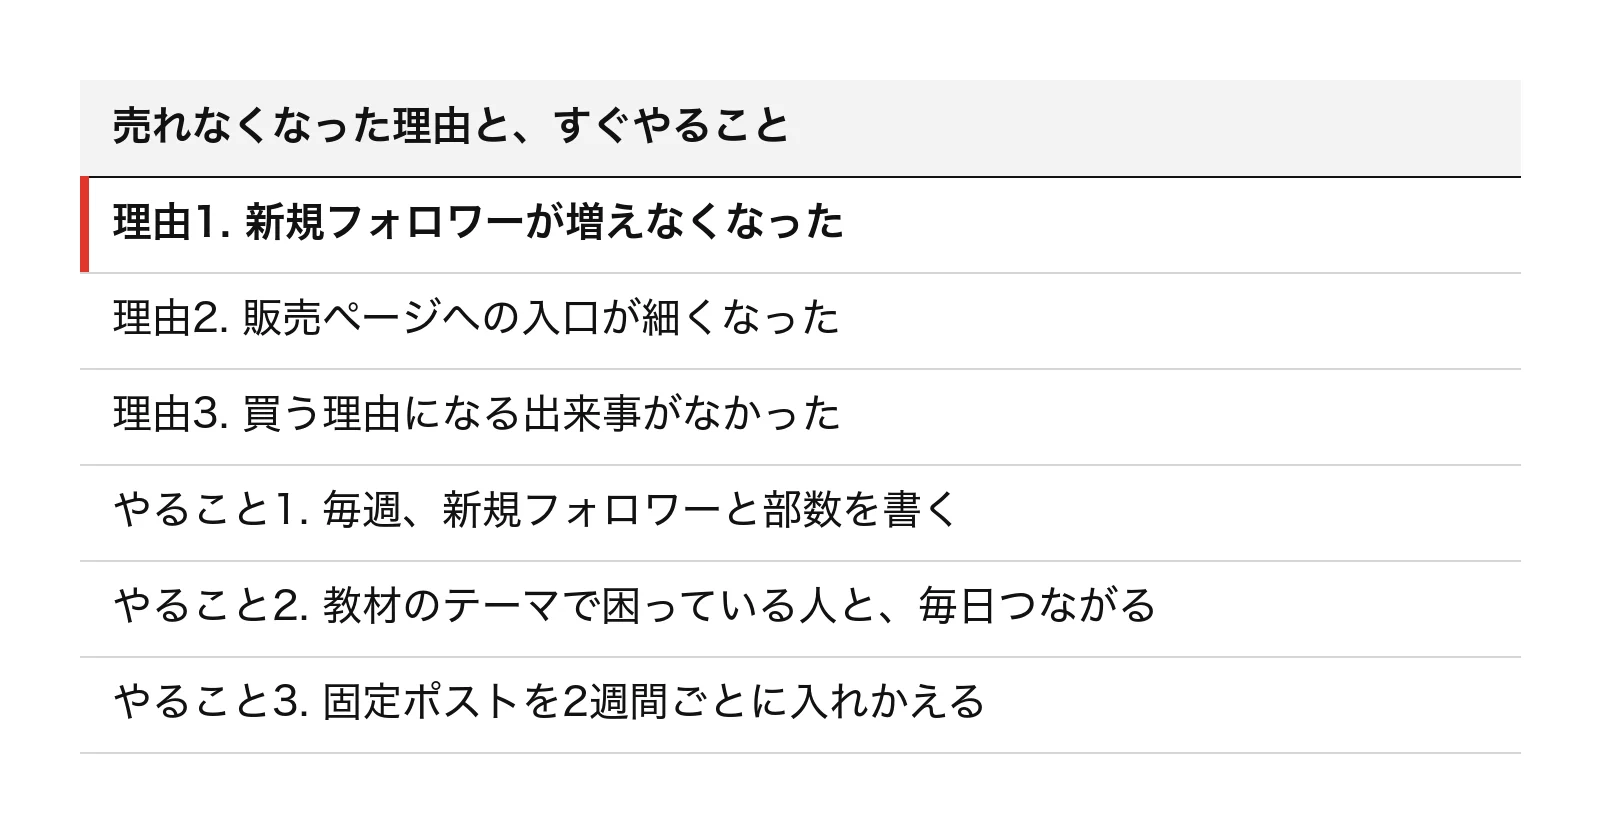 売れなくなった理由と、すぐやること
理由1. 新規フォロワーが増えなくなった
理由2. 販売ページへの入口が細くなった
理由3. 買う理由になる出来事がなかった
やること1. 毎週、新規フォロワーと部数を書く
やること2. 教材のテーマで困っている人と、毎日つながる
やること3. 固定ポストを2週間ごとに入れかえる